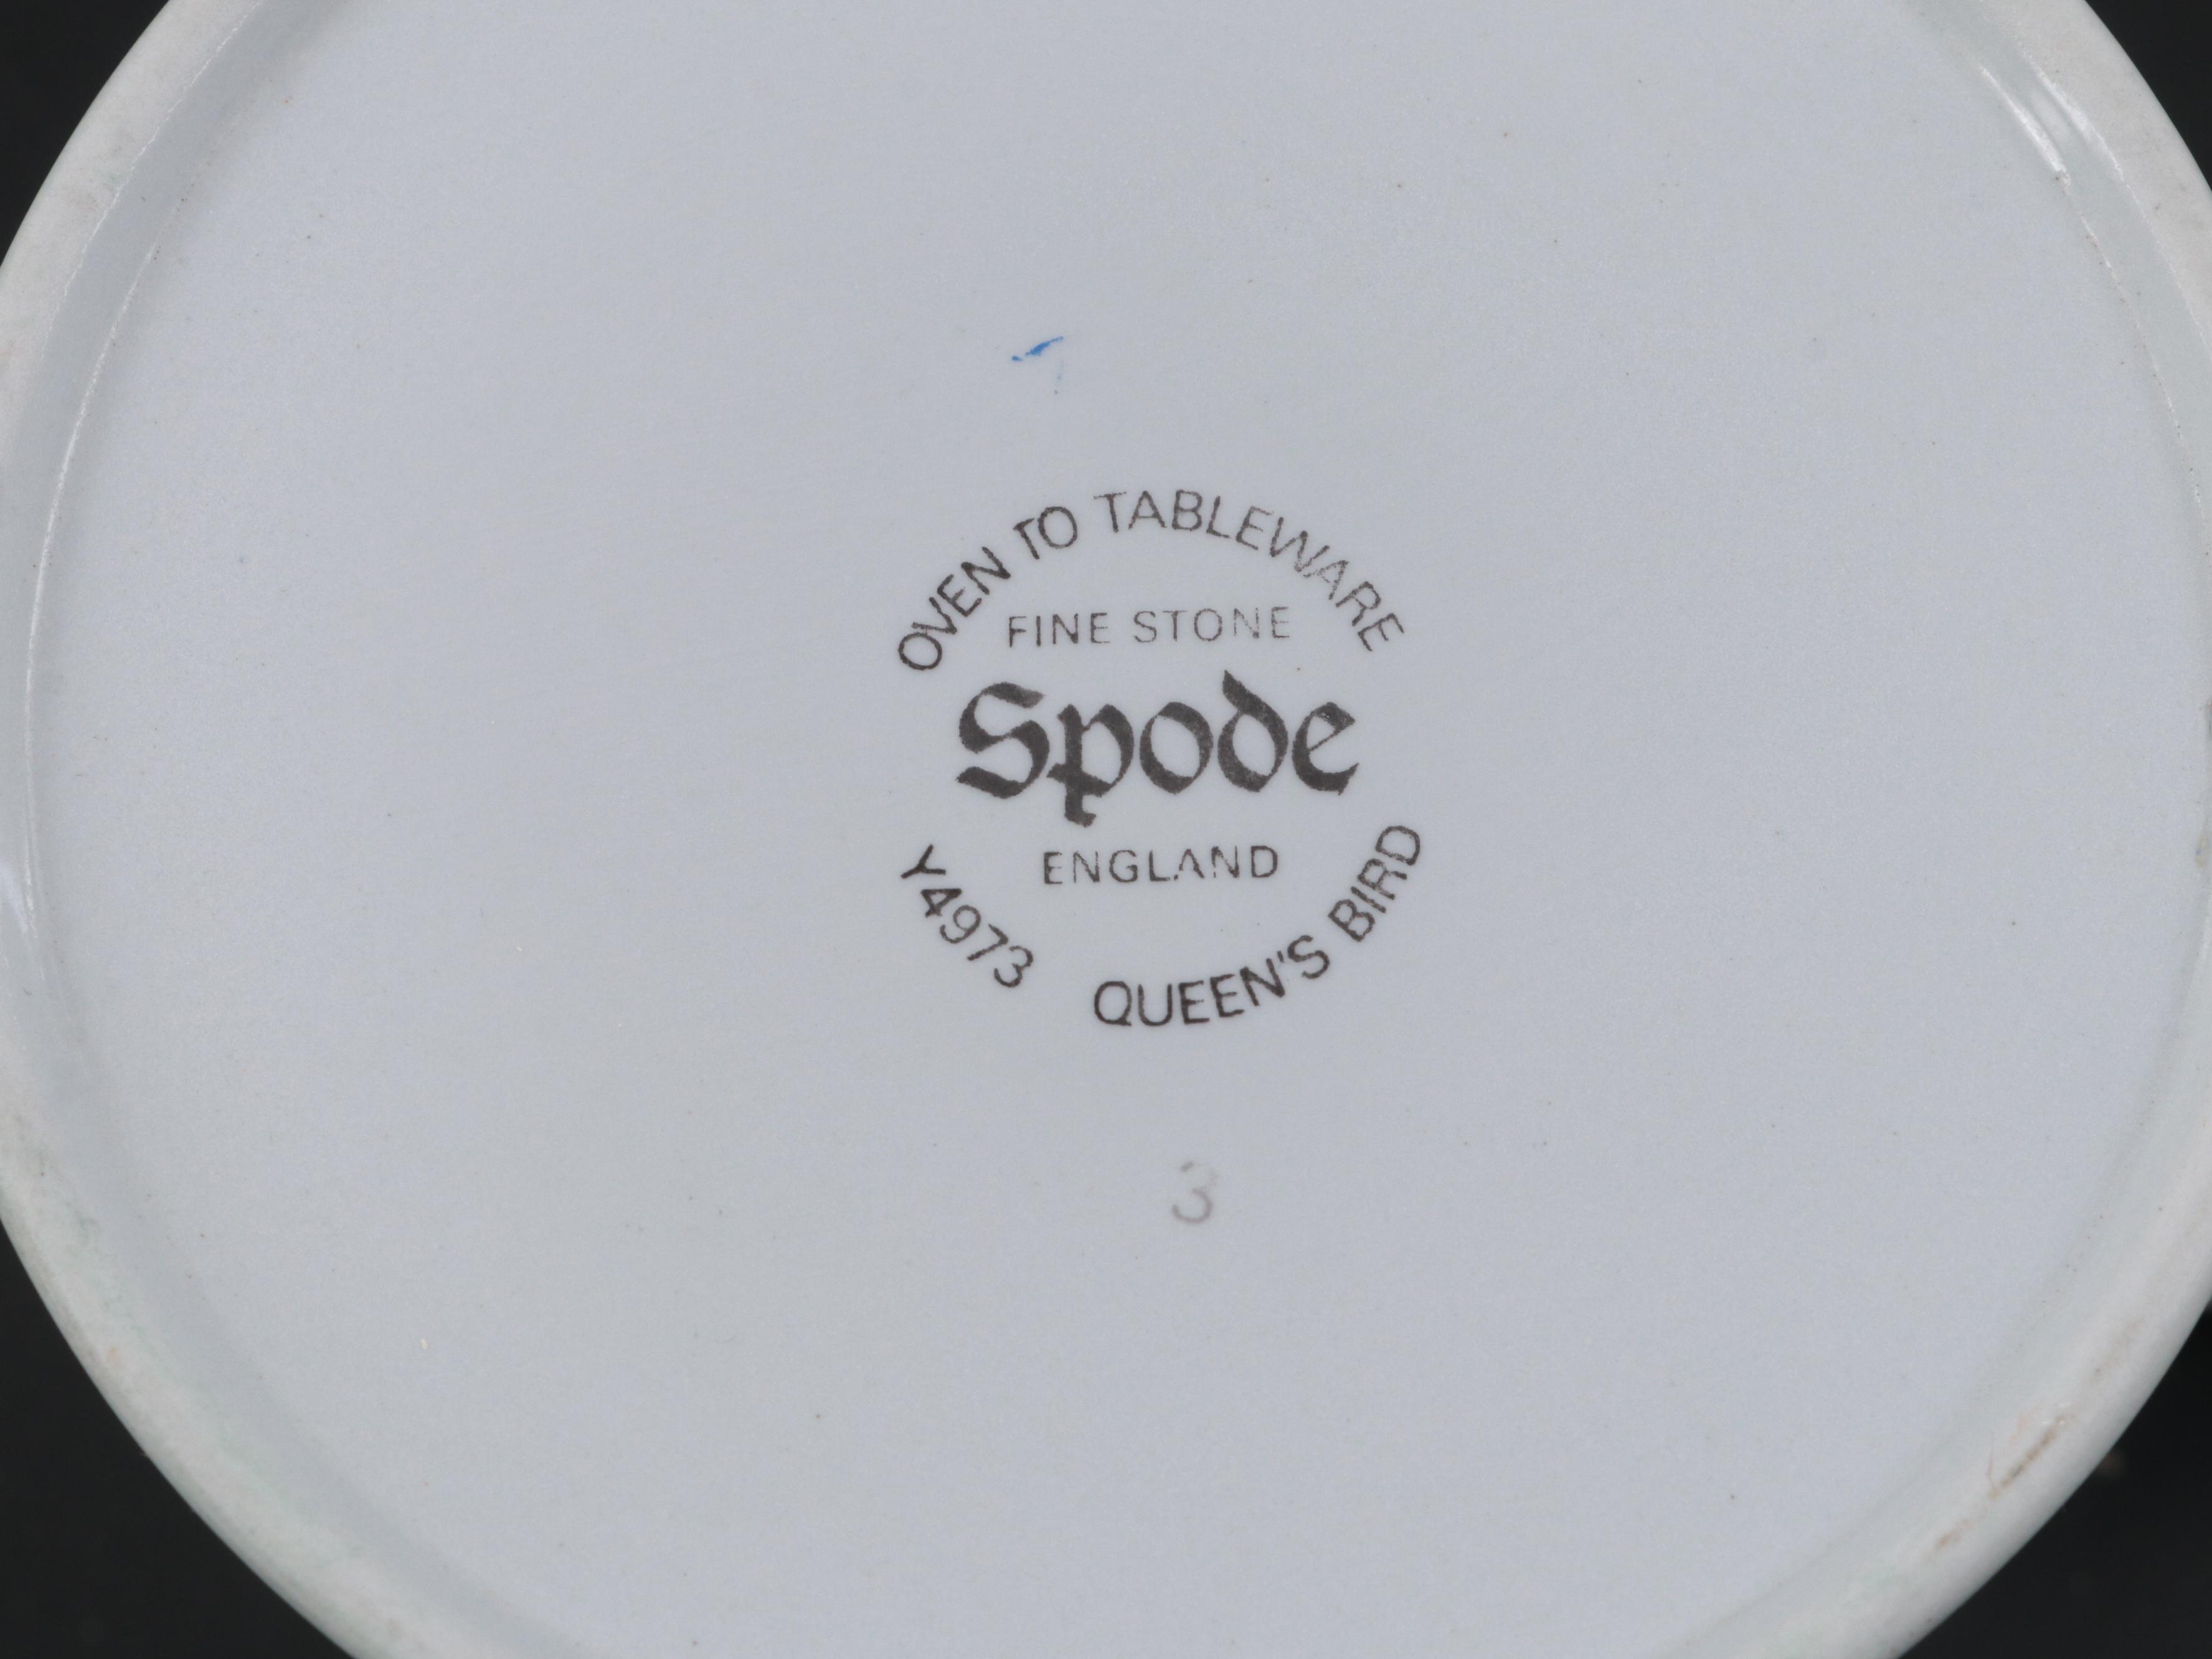 OVEN TO TABLEWARE
FINE STONE
Spode
ENGLAND
Y4973 QUEEN'S BIRD
3